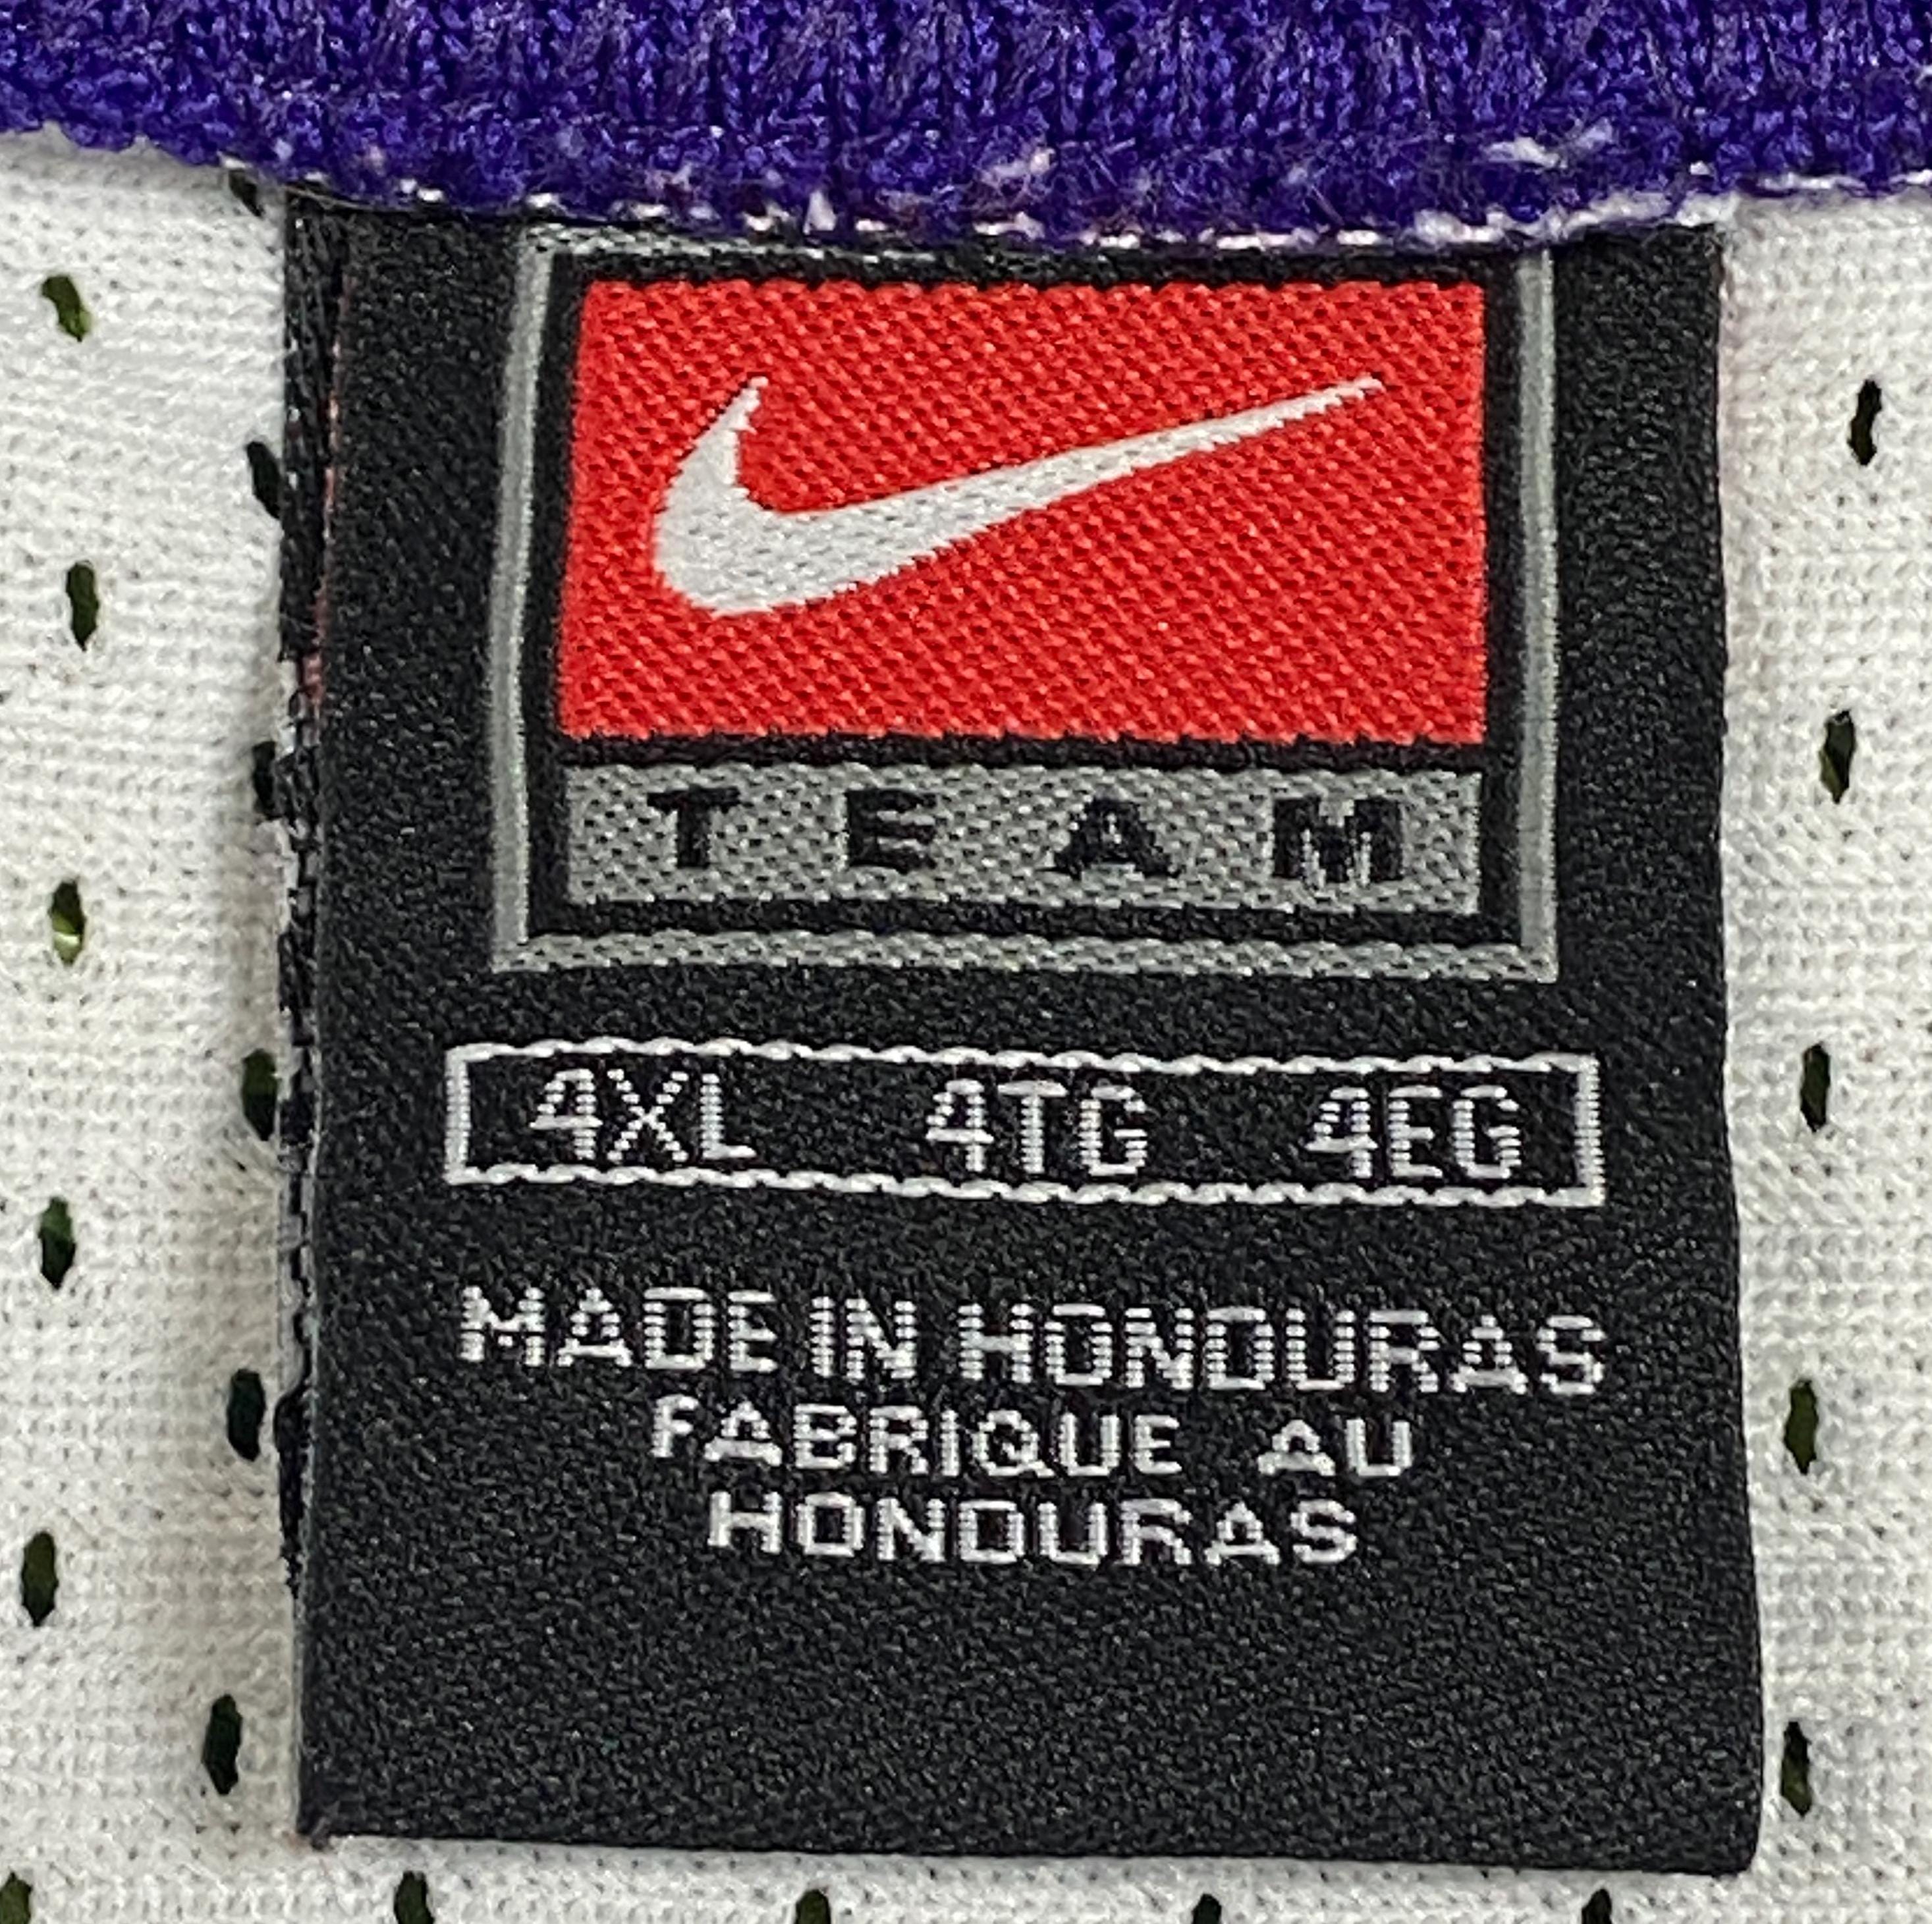 TEAM
4XL 4TG 4EG
MADE IN HONDURAS
FABRIQUE AU
HONDURAS